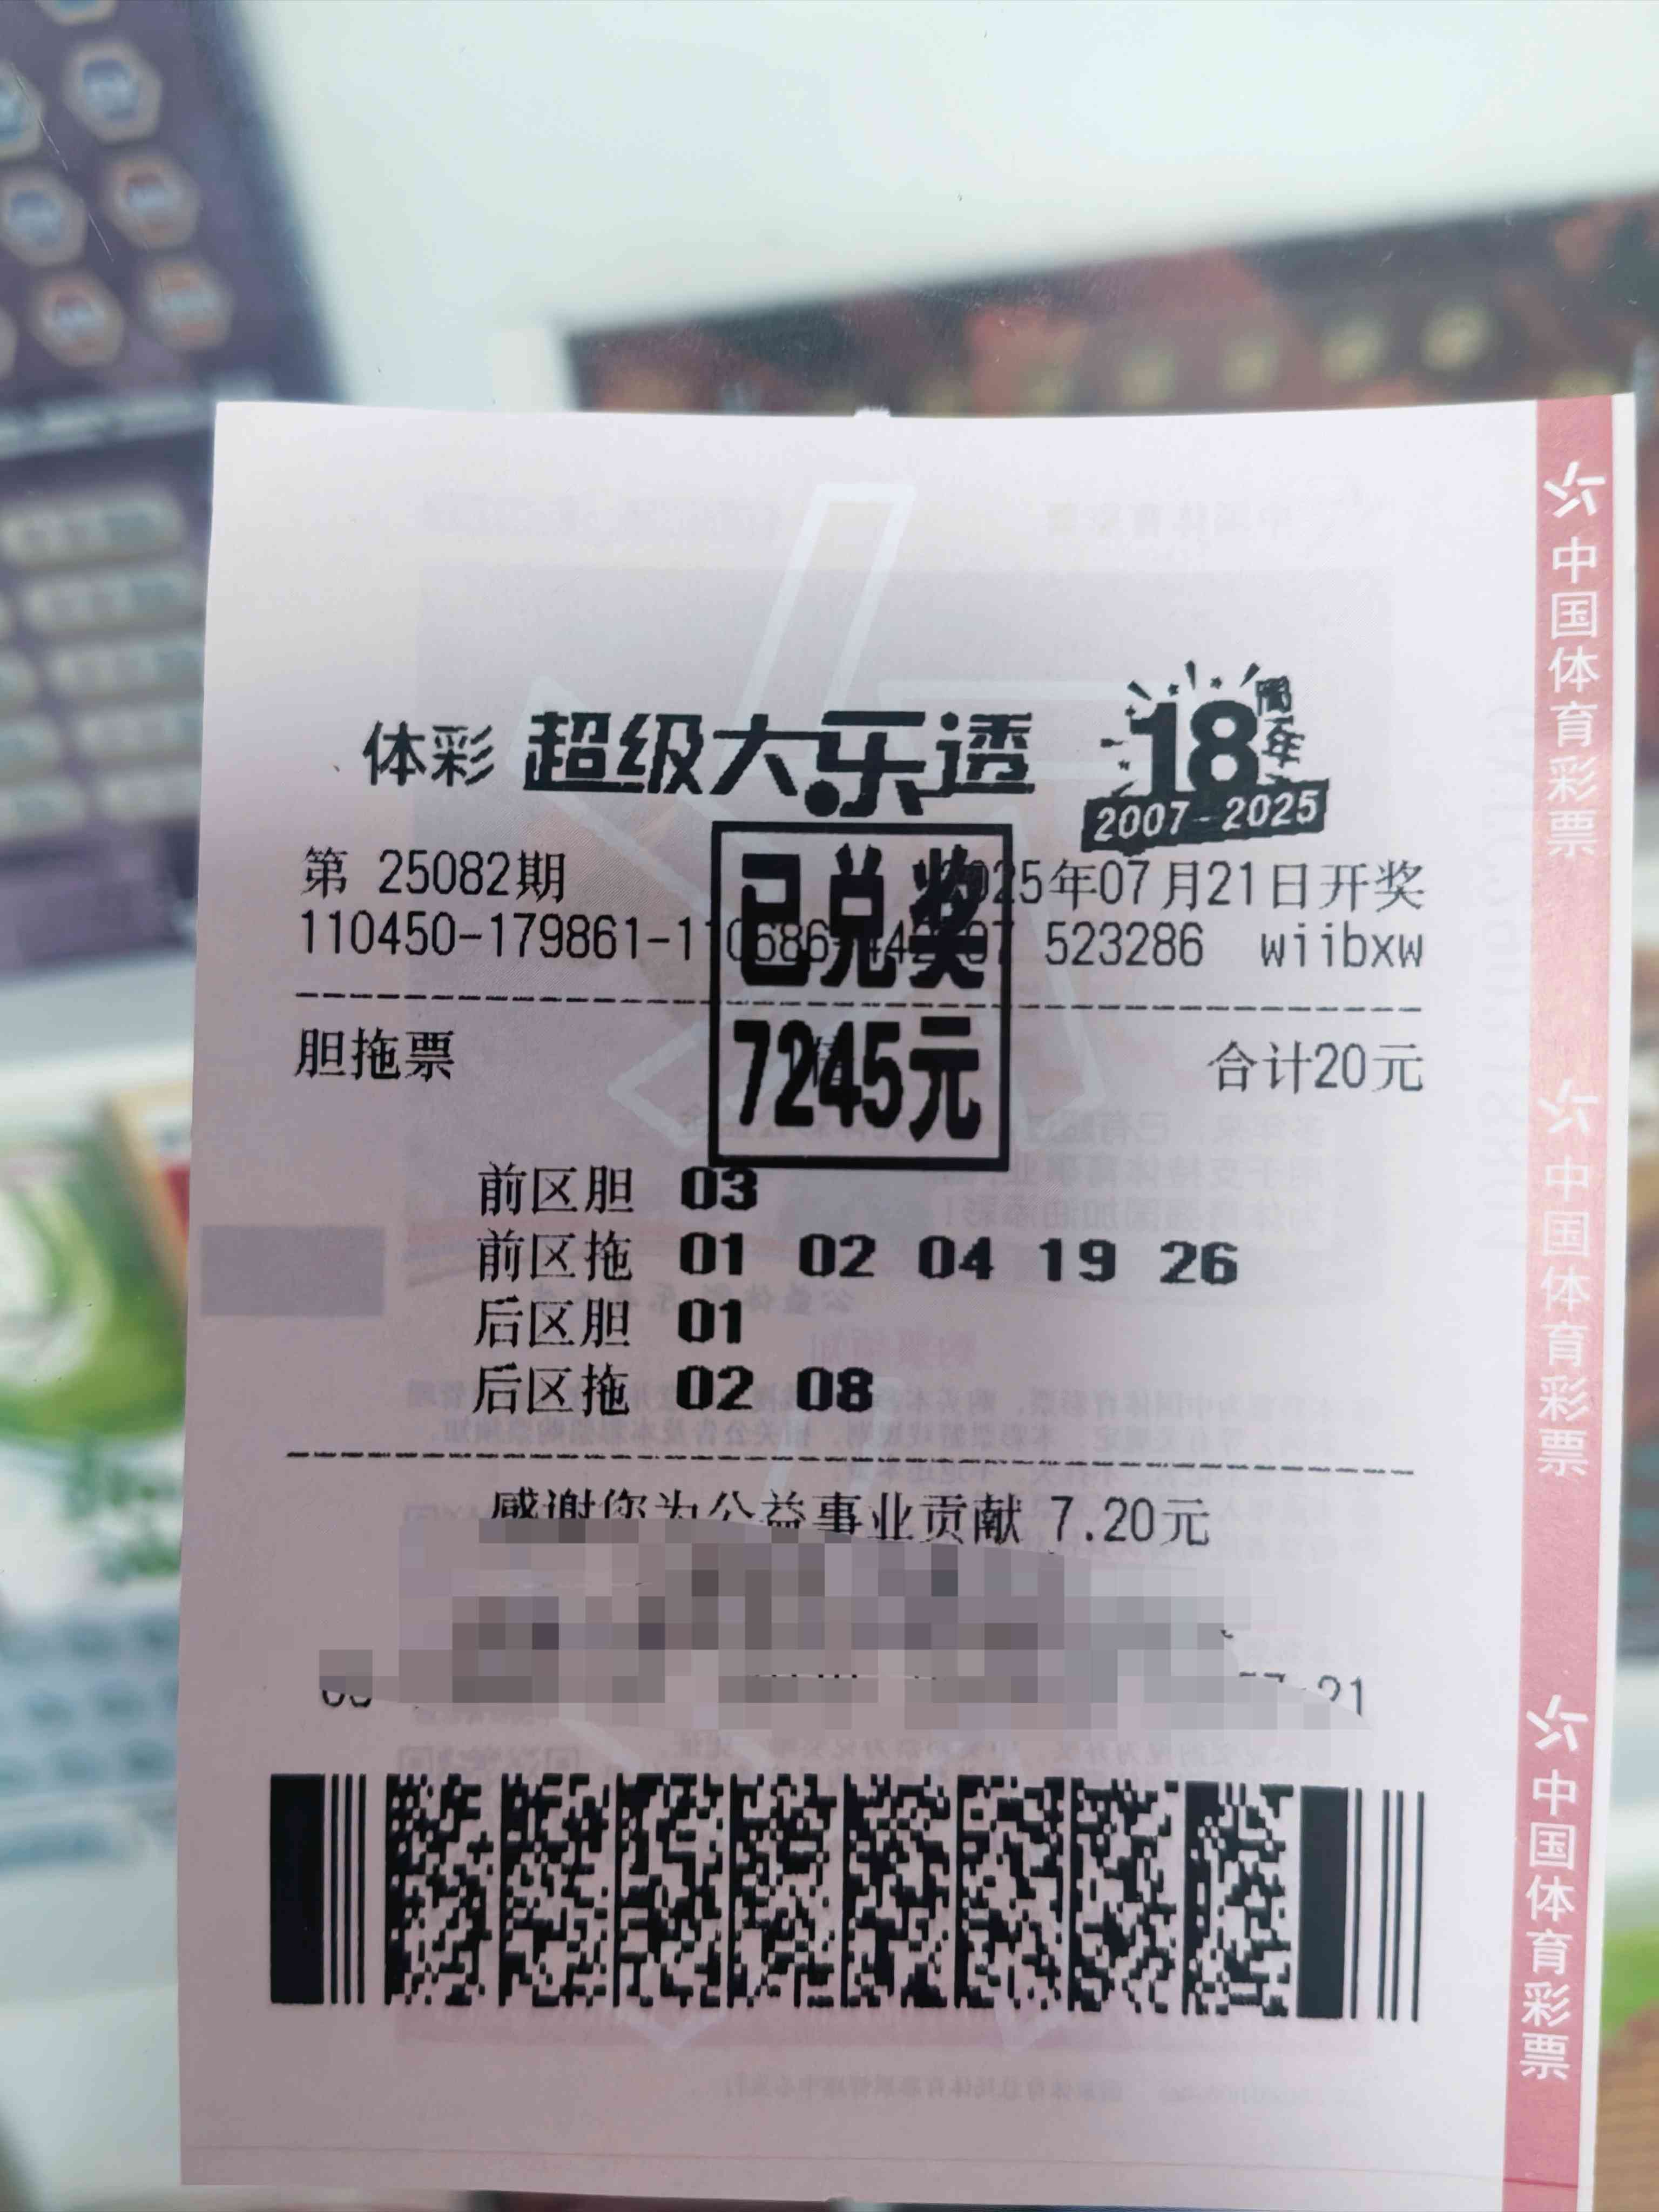 体彩 超级大乐透 18周年
2007-2025
第 25082期 2025年07月21日开奖
110450-179861-110686- 523286 wiibxw
已兑奖
7245元
胆拖票 合计20元
前区胆 03
前区拖 01 02 04 19 26
后区胆 01
后区拖 02 08
感谢你为公益事业贡献 7.20元
21
中国体育彩票
中国体育彩票
中国体育彩票